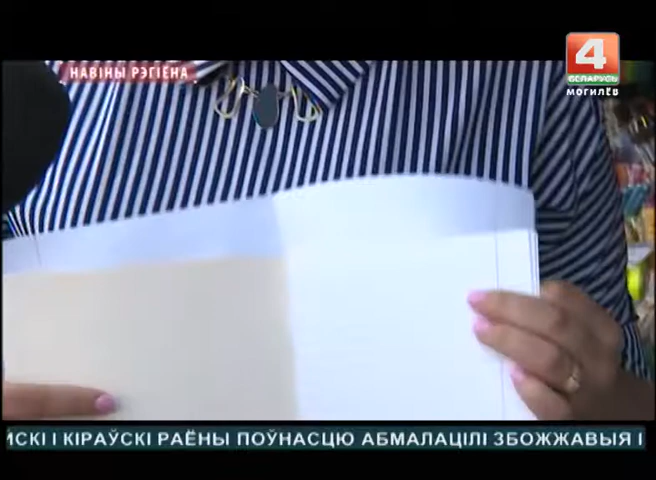 НАВІНЫ РЭГІЁНА
4
БЕЛАРУСЬ
МОГИЛЁВ
ІСКІ І КІРАЎСКІ РАЁНЫ ПОЎНАСЦЮ АБМАЛАЦІЛІ ЗБОЖЖАВЫЯ І